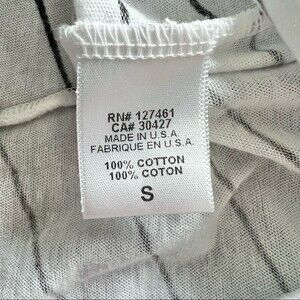 RN# 127461
CA# 30427
MADE IN U.S.A
FABRIQUE EN U.S.A.
100% COTTON
100% COTON
S